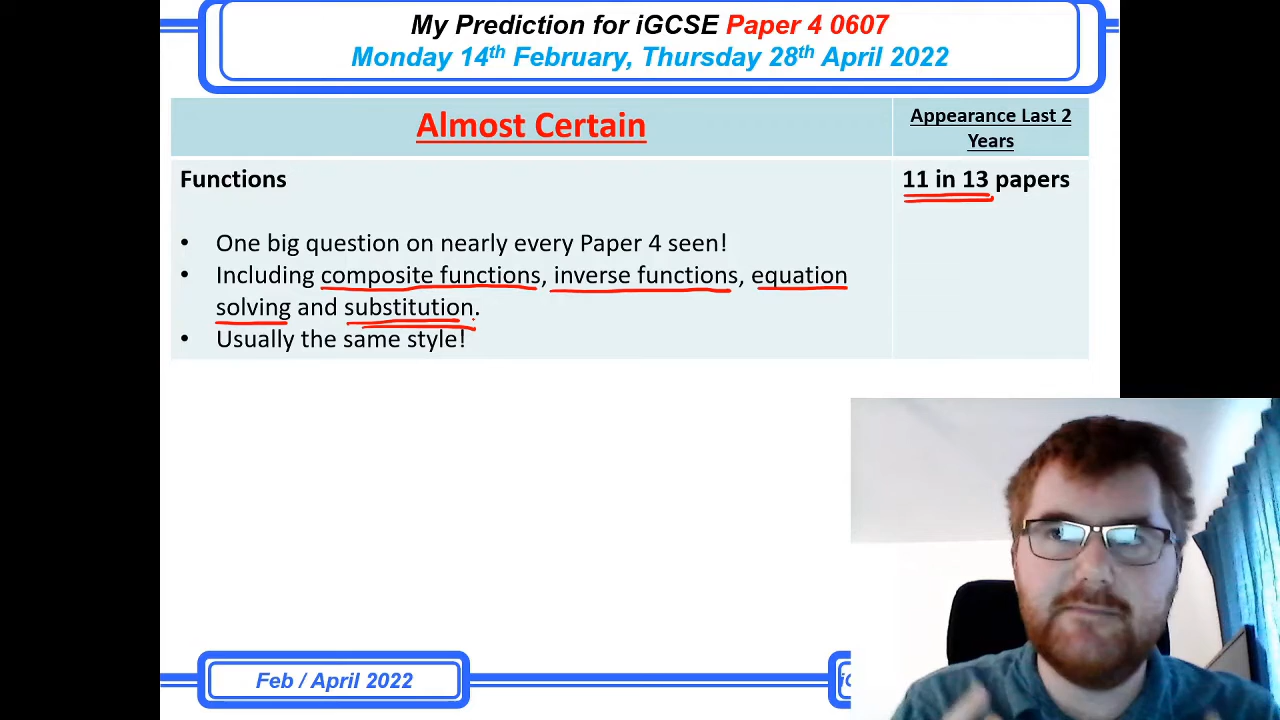 My Prediction for iGCSE Paper 4 0607
Monday 14th February, Thursday 28th April 2022
Almost Certain
Appearance Last 2
Years
Functions
11 in 13 papers
• One big question on nearly every Paper 4 seen!
• Including composite functions, inverse functions, equation
solving and substitution.
• Usually the same style!
Feb / April 2022